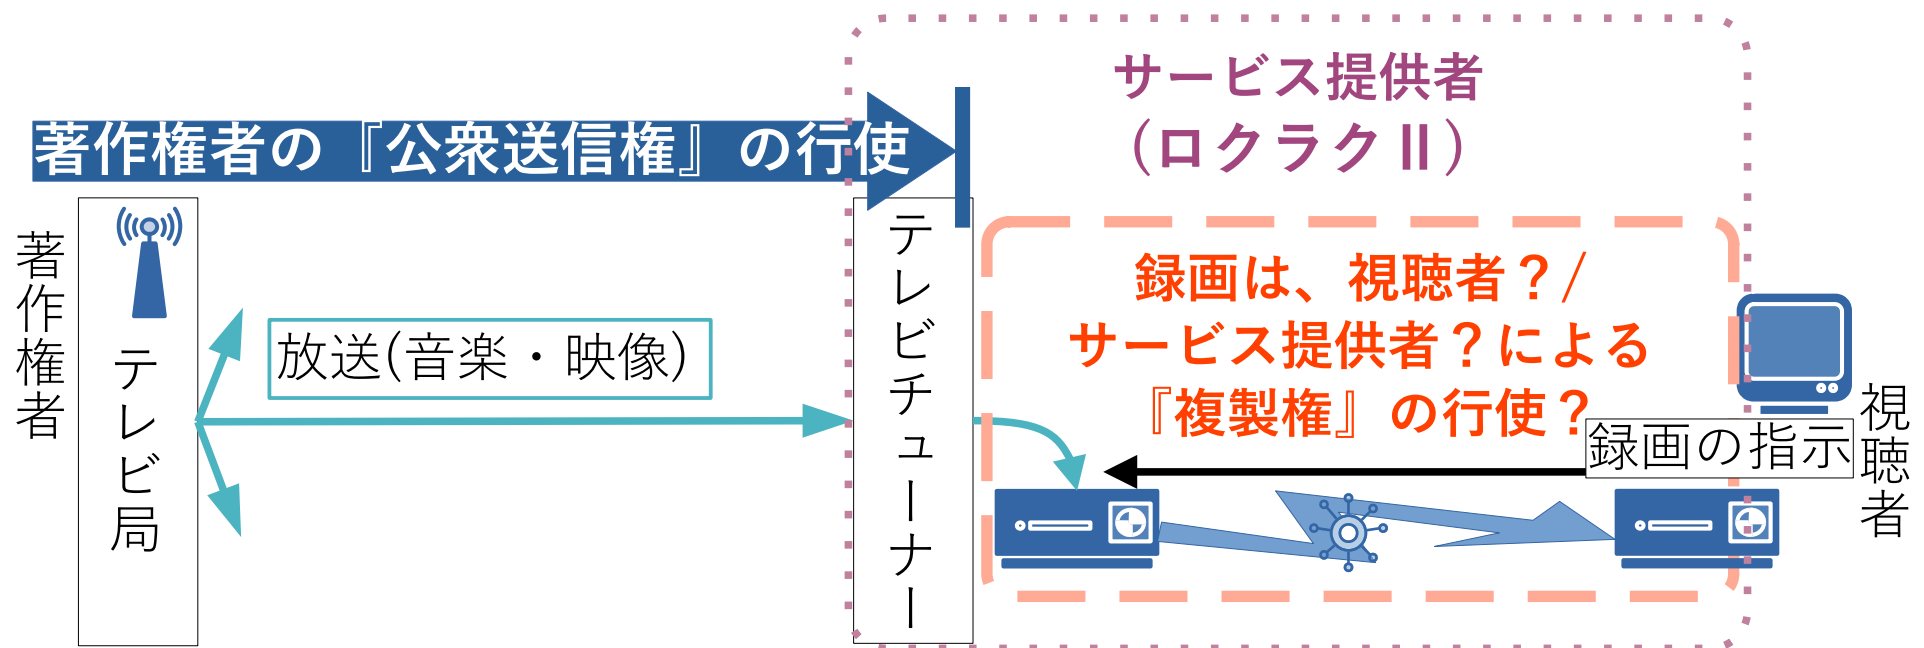 サービス提供者
（ロクラクⅡ）
著作権者の『公衆送信権』の行使
著作権者
テレビ局
放送(音楽・映像)
テレビチューナー
録画は、視聴者？/
サービス提供者？による
『複製権』の行使？
録画の指示
視聴者